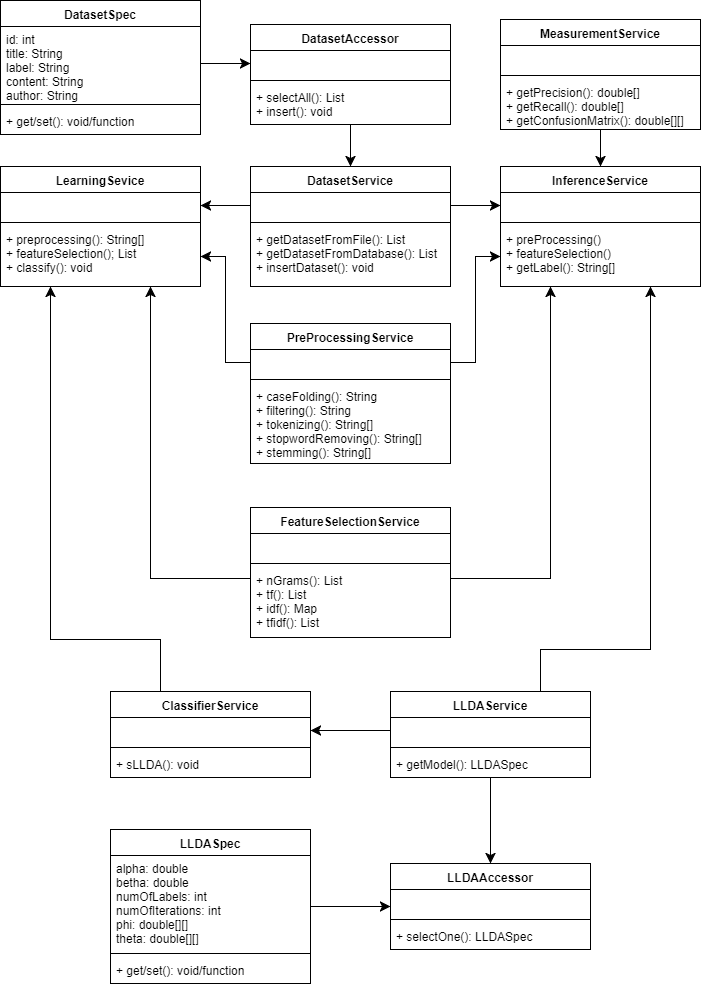 DatasetSpec
id: int
title: String
label: String
content: String
author: String
+ get/set(): void/function
DatasetAccessor
+ selectAll(): List
+ insert(): void
MeasurementService
+ getPrecision(): double[]
+ getRecall(): double[]
+ getConfusionMatrix(): double[][]
LearningSevice
+ preprocessing(): String[]
+ featureSelection(); List
+ classify(): void
DatasetService
+ getDatasetFromFile(): List
+ getDatasetFromDatabase(): List
+ insertDataset(): void
InferenceService
+ preProcessing()
+ featureSelection()
+ getLabel(): String[]
PreProcessingService
+ caseFolding(): String
+ filtering(): String
+ tokenizing(): String[]
+ stopwordRemoving(): String[]
+ stemming(): String[]
FeatureSelectionService
+ nGrams(): List
+ tf(): List
+ idf(): Map
+ tfidf(): List
ClassifierService
+ sLLDA(): void
LLDAService
+ getModel(): LLDASpec
LLDASpec
alpha: double
betha: double
numOfLabels: int
numOfIterations: int
phi: double[][]
theta: double[][]
+ get/set(): void/function
LLDAAccessor
+ selectOne(): LLDASpec